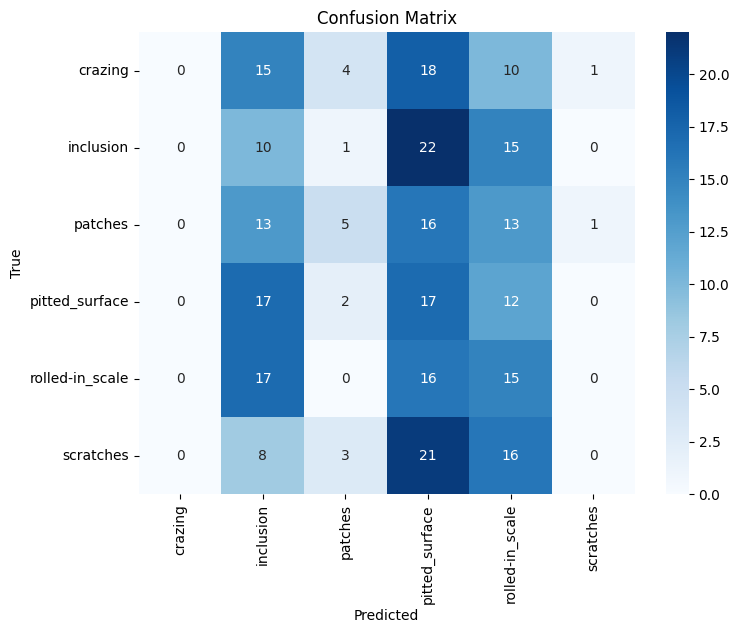 Confusion Matrix
True
crazing 0 15 4 18 10 1
inclusion 0 10 1 22 15 0
patches 0 13 5 16 13 1
pitted_surface 0 17 2 17 12 0
rolled-in_scale 0 17 0 16 15 0
scratches 0 8 3 21 16 0
crazing inclusion patches pitted_surface rolled-in_scale scratches
Predicted
20.0
17.5
15.0
12.5
10.0
7.5
5.0
2.5
0.0